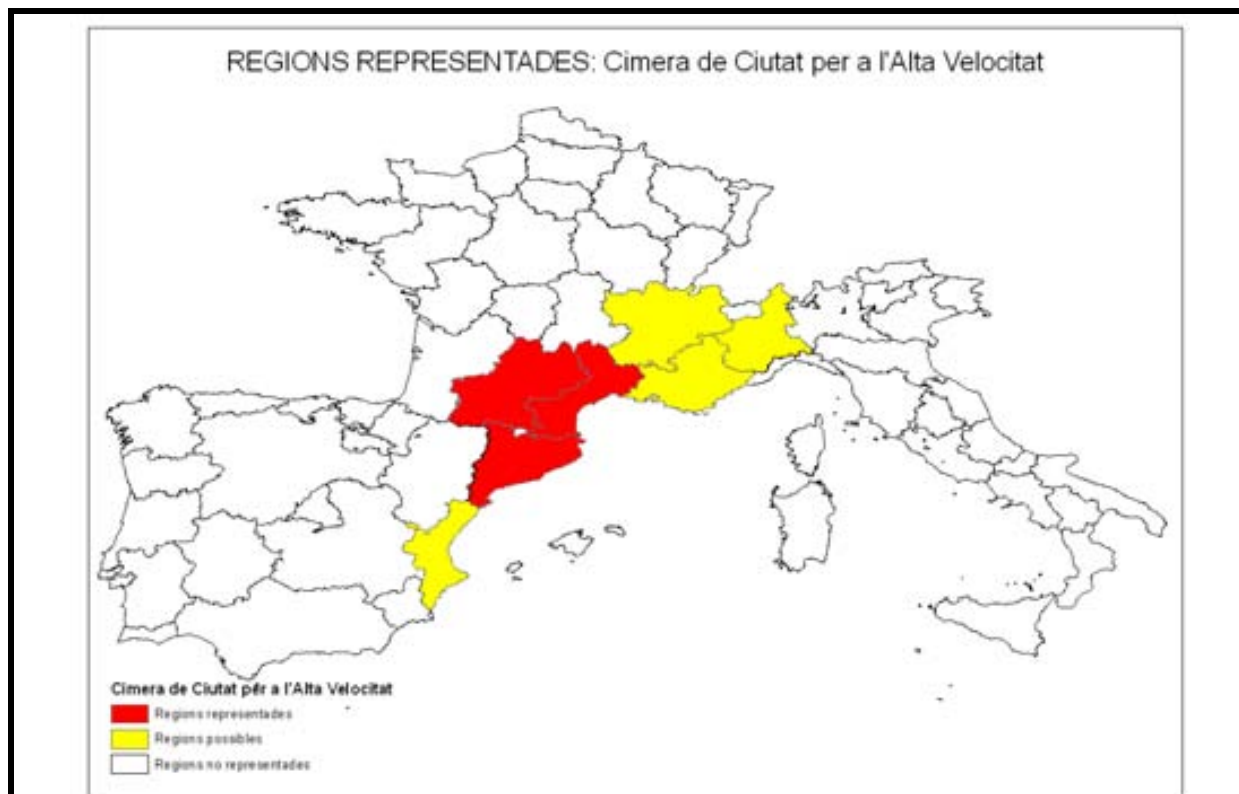 REGIONS REPRESENTADES: Cimera de Ciutat per a l'Alta Velocitat
Cimera de Ciutat per a l'Alta Velocitat
Regions representades
Regions possibles
Regions no representades